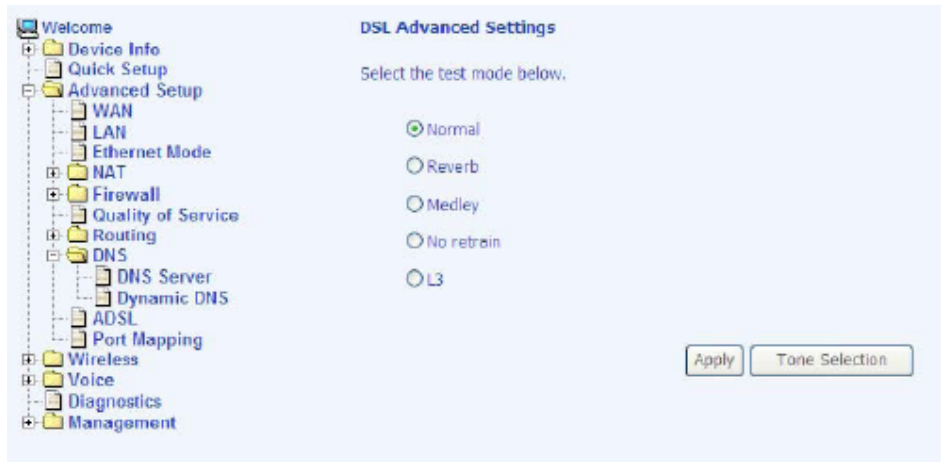 Welcome
Device Info
Quick Setup
Advanced Setup
WAN
LAN
Ethernet Mode
NAT
Firewall
Quality of Service
Routing
DNS
DNS Server
Dynamic DNS
ADSL
Port Mapping
Wireless
Voice
Diagnostics
Management
DSL Advanced Settings
Select the test mode below.
Normal
Reverb
Medley
No retrain
L3
Apply
Tone Selection